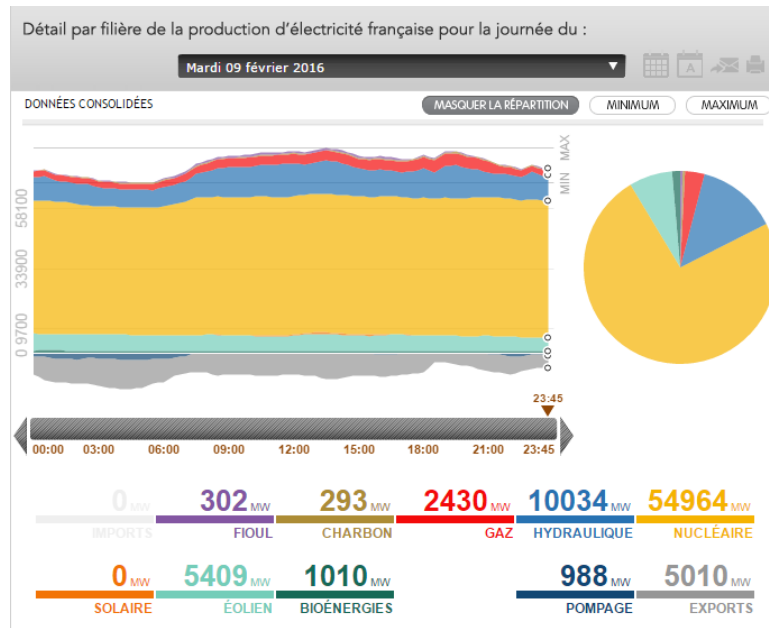 Détail par filière de la production d'électricité française pour la journée du :
Mardi 09 février 2016
DONNÉES CONSOLIDÉES
MASQUER LA RÉPARTITION
MINIMUM
MAXIMUM
A
MAX
MIN
58100
33900
9700
0
23:45
00:00 03:00 06:00 09:00 12:00 15:00 18:00 21:00 23:45
0 MW 302 MW 293 MW 2430 MW 10034 MW 54964 MW
IMPORTS FIOUL CHARBON GAZ HYDRAULIQUE NUCLÉAIRE
0 MW 5409 MW 1010 MW 988 MW 5010 MW
SOLAIRE ÉOLIEN BIOÉNERGIES POMPAGE EXPORTS